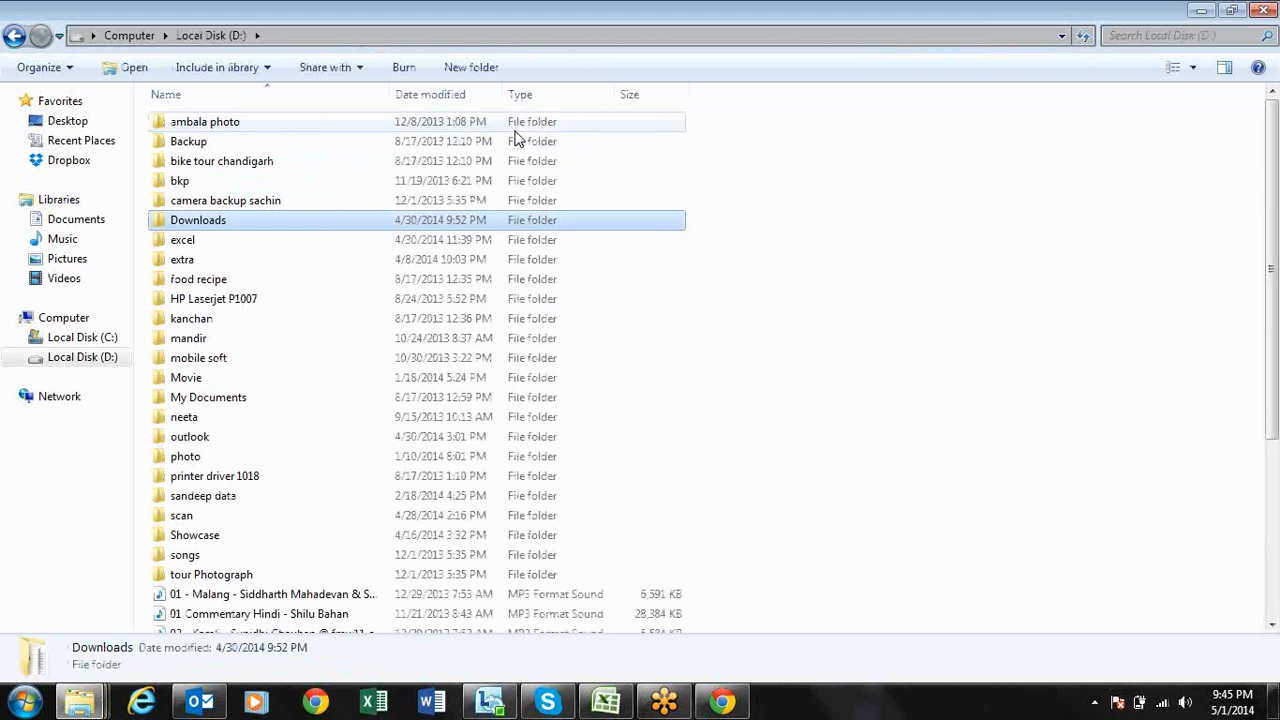 Computer Local Disk (D:) Search Local Disk (D:)
Organize Open Include in library Share with Burn New folder
Name Date modified Type Size
Favorites
Desktop
Recent Places
Dropbox
Libraries
Documents
Music
Pictures
Videos
Computer
Local Disk (C:)
Local Disk (D:)
Network
ambala photo 12/8/2013 1:08 PM File folder
Backup 8/17/2013 12:10 PM File folder
bike tour chandigarh 8/17/2013 12:10 PM File folder
bkp 11/19/2013 6:21 PM File folder
camera backup sachin 12/1/2013 5:35 PM File folder
Downloads 4/30/2014 9:52 PM File folder
excel 4/30/2014 11:39 PM File folder
extra 4/8/2014 10:03 PM File folder
food recipe 8/17/2013 12:35 PM File folder
HP Laserjet P1007 8/24/2013 5:52 PM File folder
kanchan 8/17/2013 12:36 PM File folder
mandir 10/24/2013 8:37 AM File folder
mobile soft 10/30/2013 3:22 PM File folder
Movie 1/18/2014 5:24 PM File folder
My Documents 8/17/2013 12:59 PM File folder
neeta 9/15/2013 10:13 AM File folder
outlook 4/30/2014 3:01 PM File folder
photo 1/10/2014 8:01 PM File folder
printer driver 1018 8/17/2013 1:10 PM File folder
sandeep data 2/18/2014 4:25 PM File folder
scan 4/28/2014 2:16 PM File folder
Showcase 4/16/2014 3:32 PM File folder
songs 12/1/2013 5:35 PM File folder
tour Photograph 12/1/2013 5:35 PM File folder
01 - Malang - Siddharth Mahadevan & S... 12/29/2013 7:53 AM MP3 Format Sound 6,591 KB
01 Commentary Hindi - Shilu Bahan 11/21/2013 8:43 AM MP3 Format Sound 28,384 KB
Downloads Date modified: 4/30/2014 9:52 PM
File folder
9:45 PM
5/1/2014